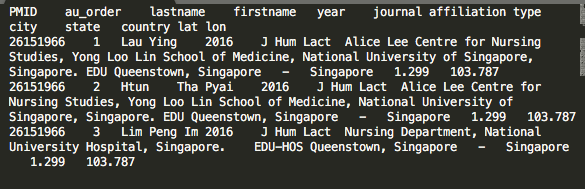 PMID au_order lastname firstname year journal affiliation type
city state country lat lon
26151966 1 Lau Ying 2016 J Hum Lact Alice Lee Centre for Nursing
Studies, Yong Loo Lin School of Medicine, National University of Singapore,
Singapore. EDU Queenstown, Singapore - Singapore 1.299 103.787
26151966 2 Htun Tha Pyai 2016 J Hum Lact Alice Lee Centre for
Nursing Studies, Yong Loo Lin School of Medicine, National University of
Singapore, Singapore. EDU Queenstown, Singapore - Singapore 1.299 103.787
26151966 3 Lim Peng Im 2016 J Hum Lact Nursing Department, National
University Hospital, Singapore. EDU-HOS Queenstown, Singapore - Singapore
1.299 103.787